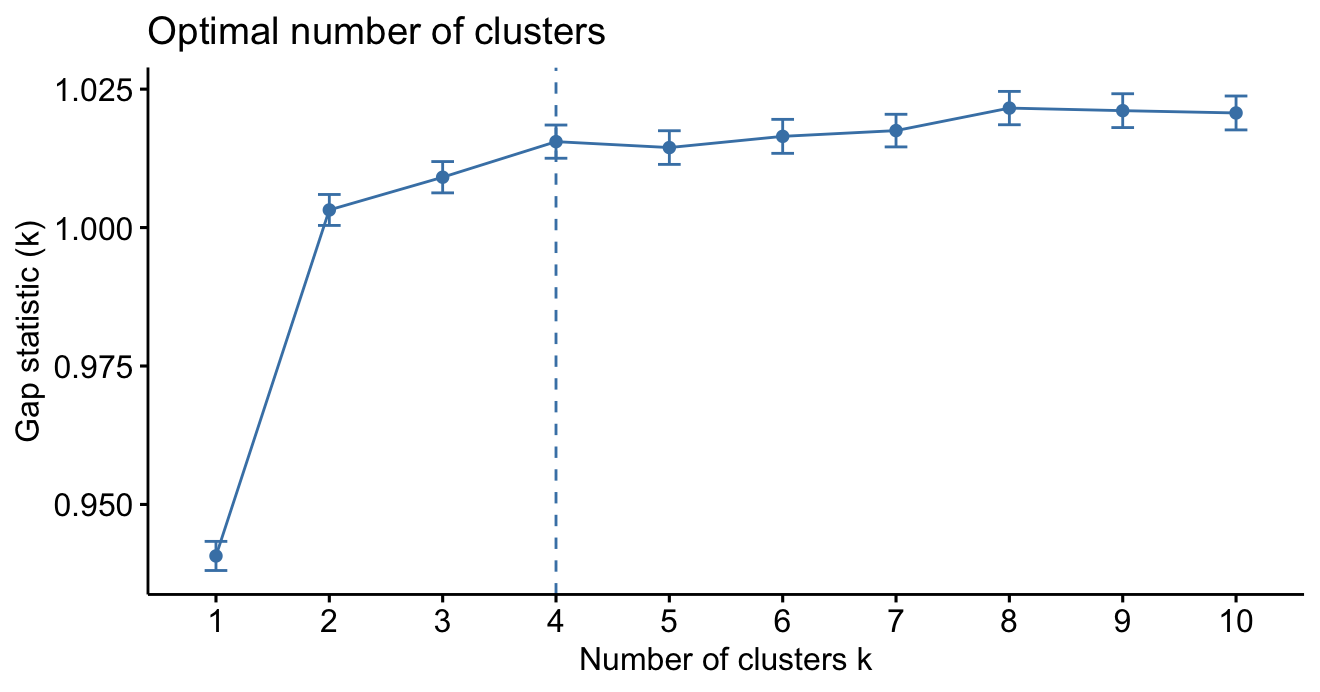 Optimal number of clusters
1.025
1.000
0.975
0.950
Gap statistic (k)
1 2 3 4 5 6 7 8 9 10
Number of clusters k